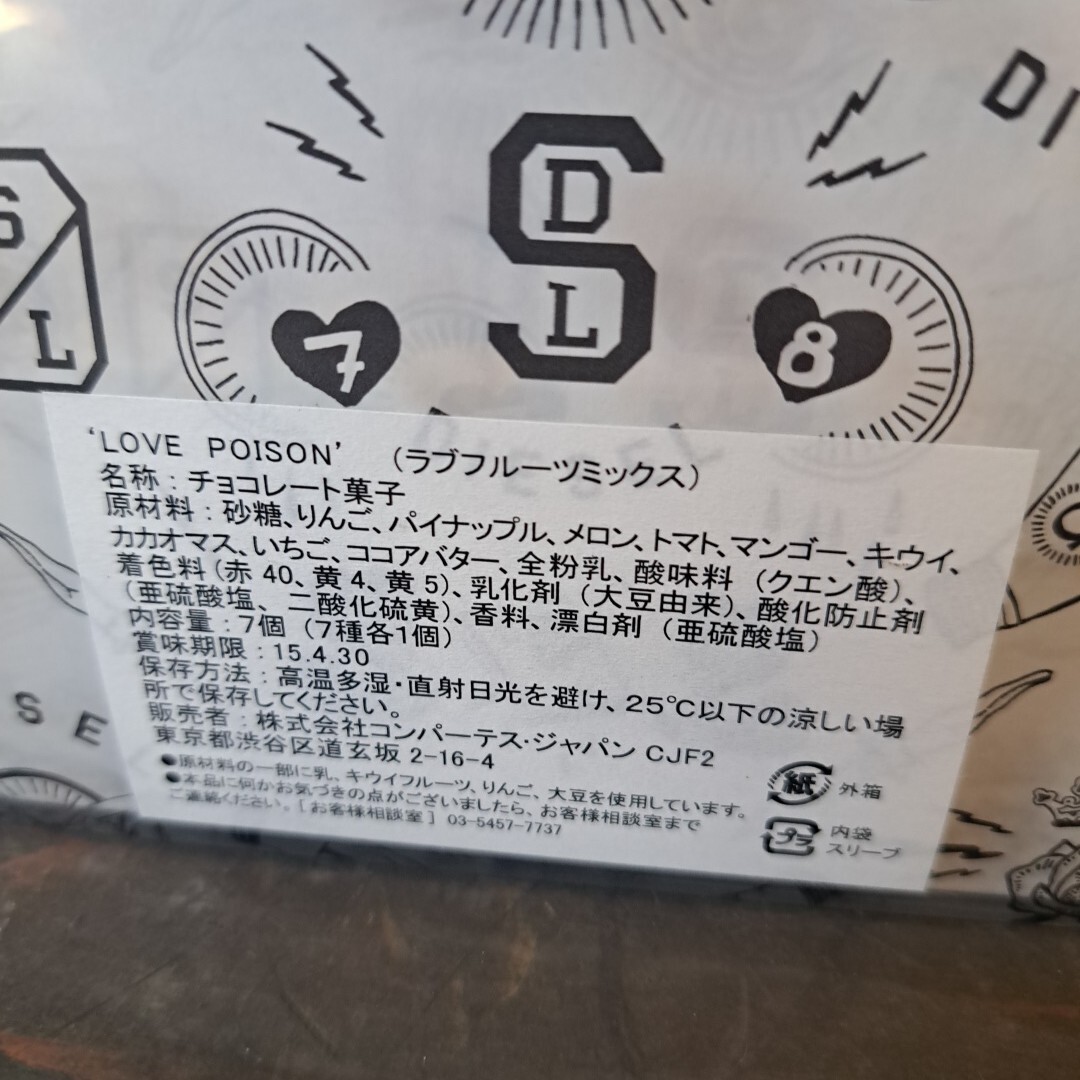 DI
S
D
L
S
L
7
8
9
S E
'LOVE POISON' (ラブフルーツミックス)
名称：チョコレート菓子
原材料：砂糖、りんご、パイナップル、メロン、トマト、マンゴー、キウイ、
カカオマス、いちご、ココアバター、全粉乳、酸味料（クエン酸）、
着色料（赤 40、黄 4、黄 5）、乳化剤（大豆由来）、酸化防止剤
（亜硫酸塩、二酸化硫黄）、香料、漂白剤（亜硫酸塩）
内容量：7個（7種各1個）
賞味期限：15.4.30
保存方法：高温多湿・直射日光を避け、25℃以下の涼しい場
所で保存してください。
販売者：株式会社コンパーテス・ジャパン CJF2
東京都渋谷区道玄坂 2-16-4
●原材料の一部に乳、キウイフルーツ、りんご、大豆を使用しています。
●本品に何かお気づきの点がございましたら、お客様相談室まで
ご連絡ください。［お客様相談室］03-5457-7737
紙 外箱
プラ 内袋
スリーブ